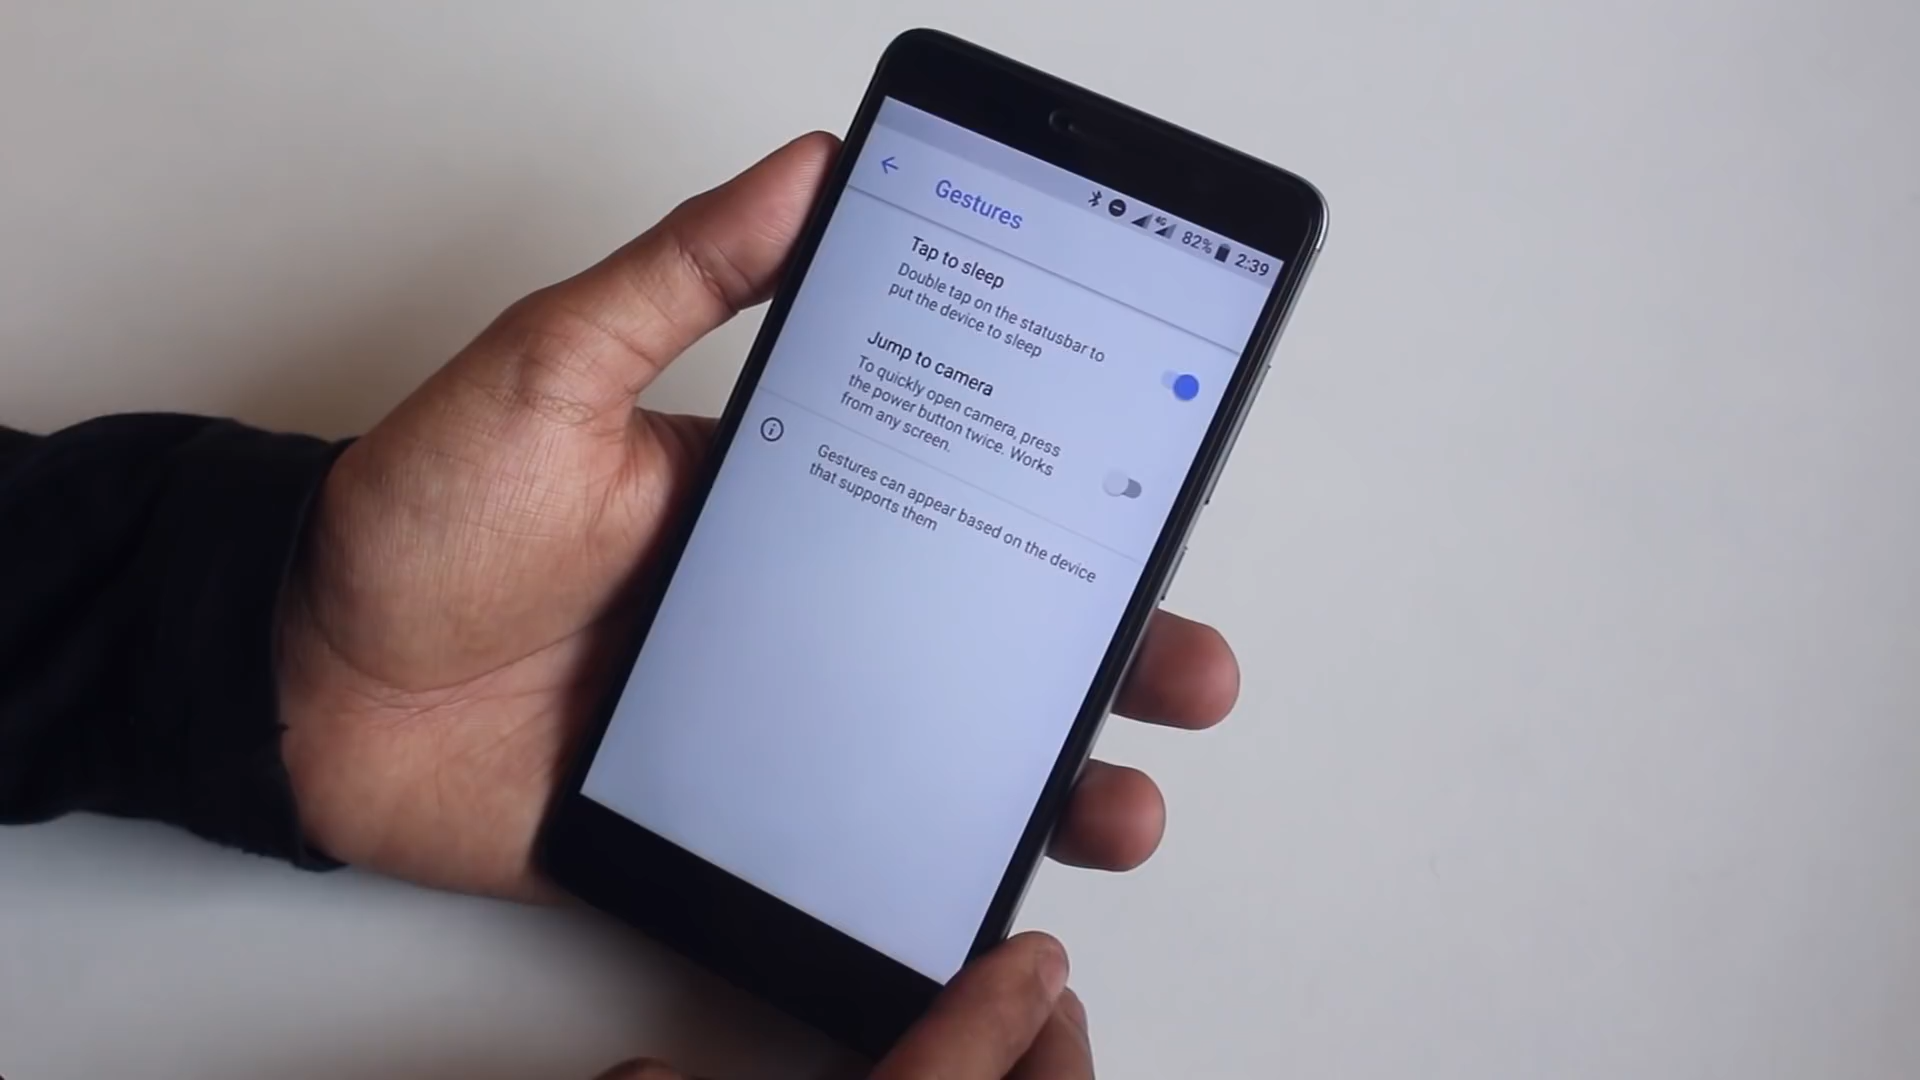 4G 82% 2:39
Gestures
Tap to sleep
Double tap on the statusbar to
put the device to sleep
Jump to camera
To quickly open camera, press
the power button twice. Works
from any screen.
Gestures can appear based on the device
that supports them